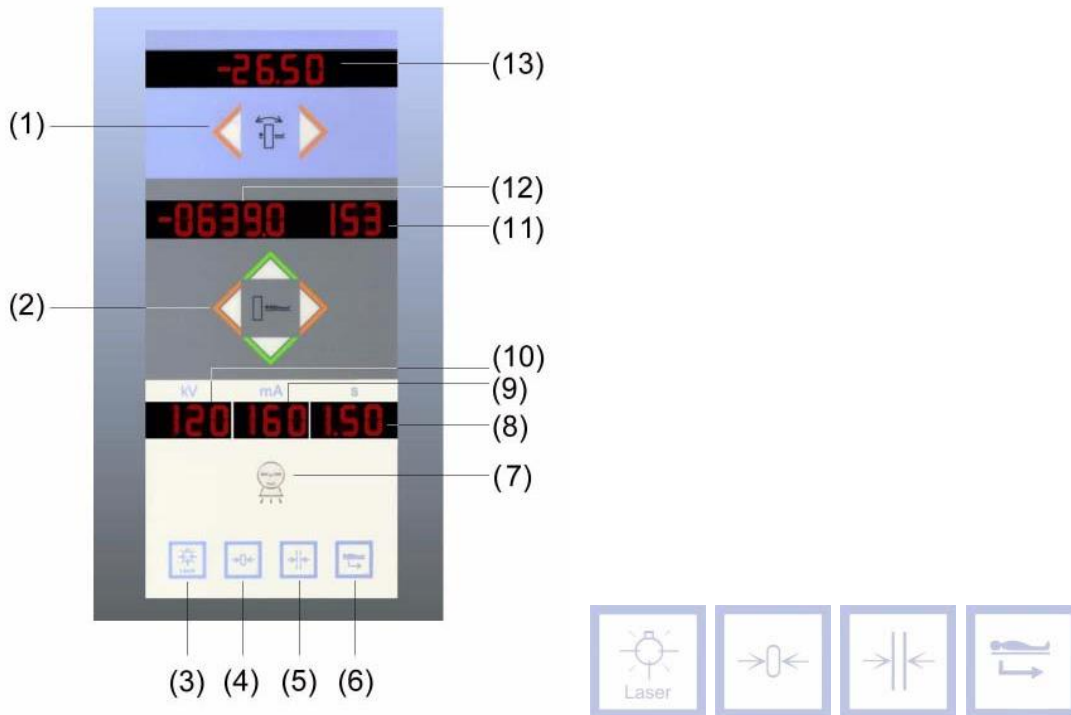 -26.50
(13)
(1)
(12)
-0639.0 153
(11)
(2)
(10)
kV mA s
(9)
120 160 1.50
(8)
(7)
Laser
(3) (4) (5) (6)
Laser